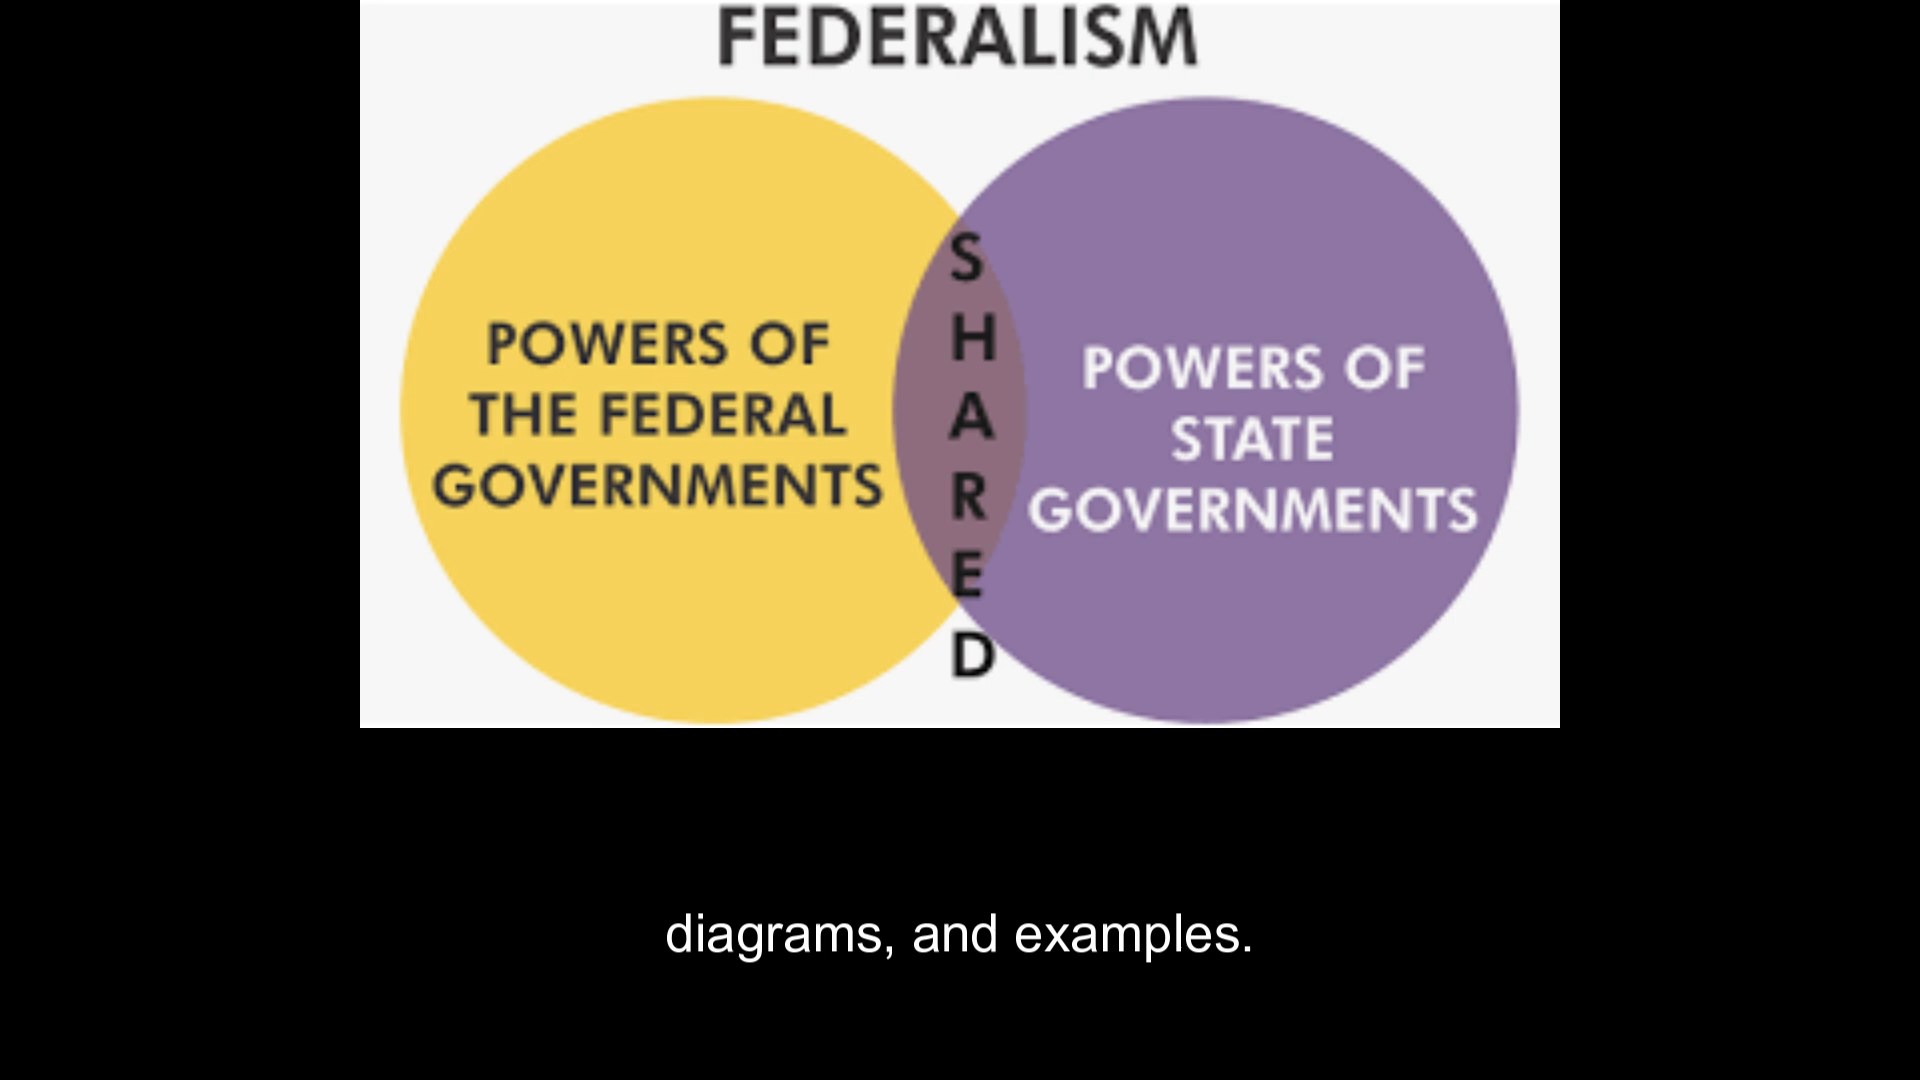 FEDERALISM
POWERS OF
THE FEDERAL
GOVERNMENTS
S
H
A
R
E
D
POWERS OF
STATE
GOVERNMENTS
diagrams, and examples.